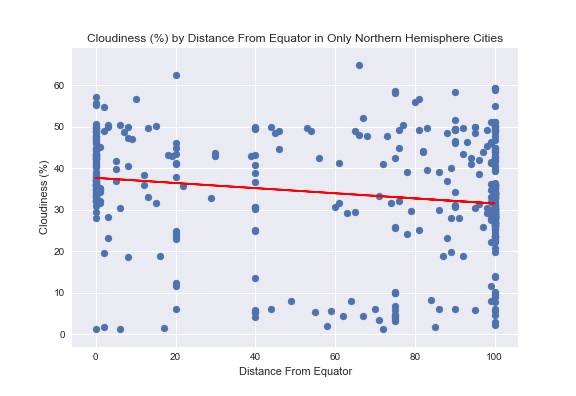 Cloudiness (%) by Distance From Equator in Only Northern Hemisphere Cities
60
50
40
30
20
10
0
Cloudiness (%)
0 20 40 60 80 100
Distance From Equator